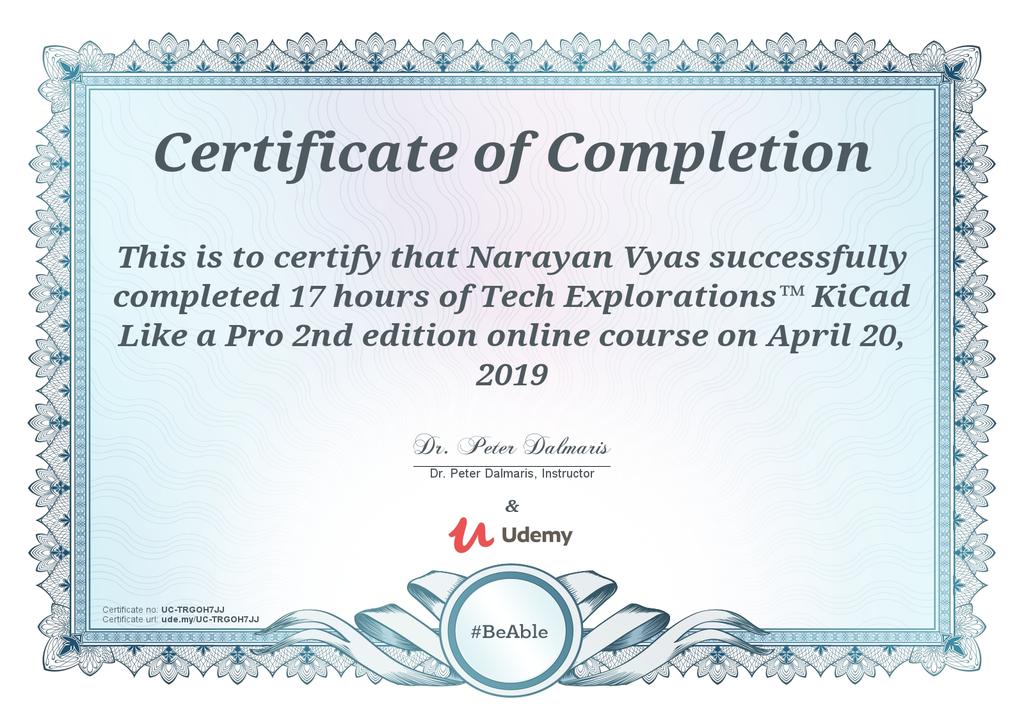 Certificate of Completion
This is to certify that Narayan Vyas successfully
completed 17 hours of Tech Explorations™ KiCad
Like a Pro 2nd edition online course on April 20,
2019
Dr. Peter Dalmaris
Dr. Peter Dalmaris, Instructor
&
Udemy
Certificate no: UC-TRGOH7JJ
Certificate url: ude.my/UC-TRGOH7JJ
#BeAble